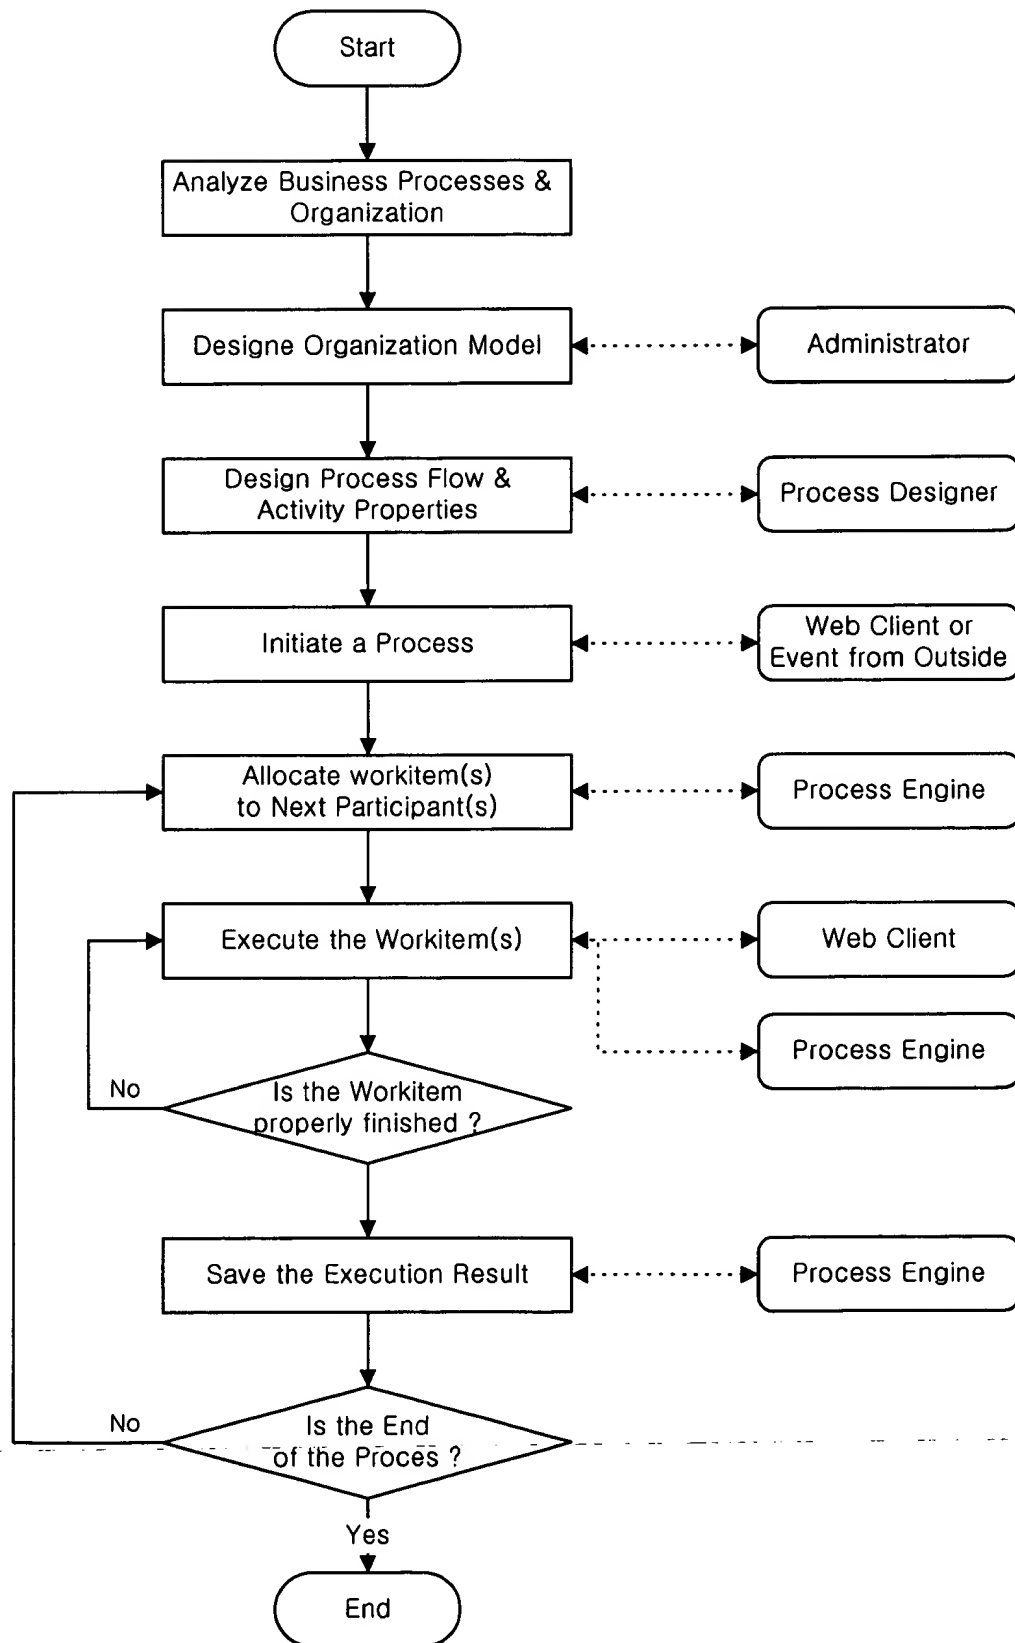 Start
Analyze Business Processes &
Organization
Designe Organization Model
Administrator
Design Process Flow &
Activity Properties
Process Designer
Initiate a Process
Web Client or
Event from Outside
Allocate workitem(s)
to Next Participant(s)
Process Engine
Execute the Workitem(s)
Web Client
Process Engine
No
Is the Workitem
properly finished ?
Save the Execution Result
Process Engine
No
Is the End
of the Proces ?
Yes
End